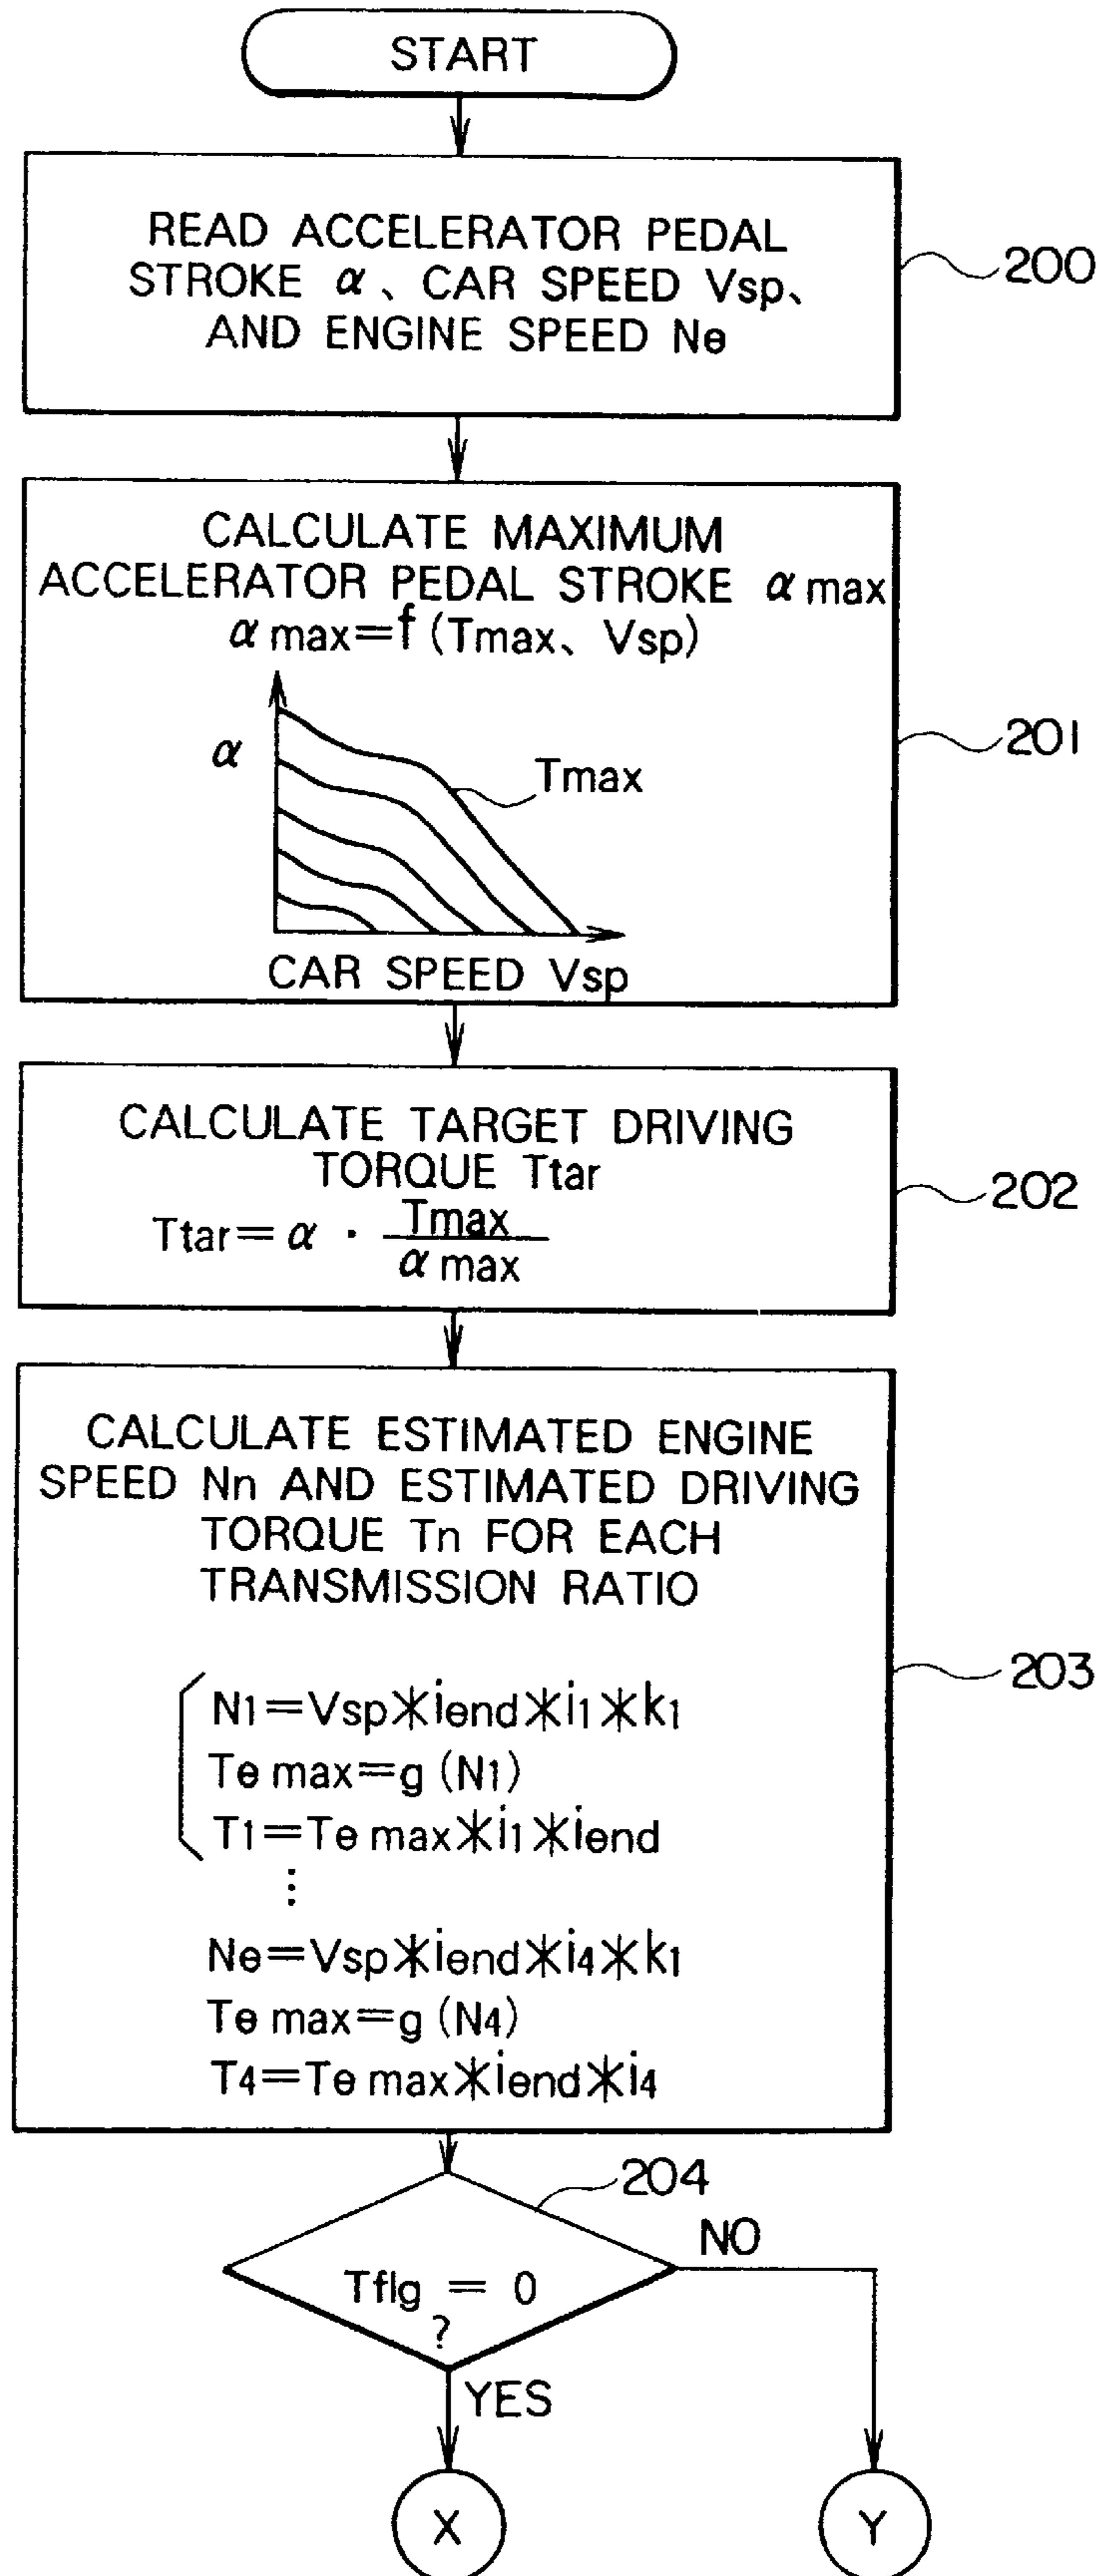 START
READ ACCELERATOR PEDAL
STROKE α、CAR SPEED Vsp、
AND ENGINE SPEED Ne
200
CALCULATE MAXIMUM
ACCELERATOR PEDAL STROKE α max
α max=f (Tmax、Vsp)
α
Tmax
201
CAR SPEED Vsp
CALCULATE TARGET DRIVING
TORQUE Ttar
Ttar=α · Tmax / α max
202
CALCULATE ESTIMATED ENGINE
SPEED Nn AND ESTIMATED DRIVING
TORQUE Tn FOR EACH
TRANSMISSION RATIO
203
N1=Vsp*iend*i1*k1
Te max=g (N1)
T1=Te max*i1*iend
⋮
Ne=Vsp*iend*i4*k1
Te max=g (N4)
T4=Te max*iend*i4
204
Tflg = 0
?
NO
YES
X
Y